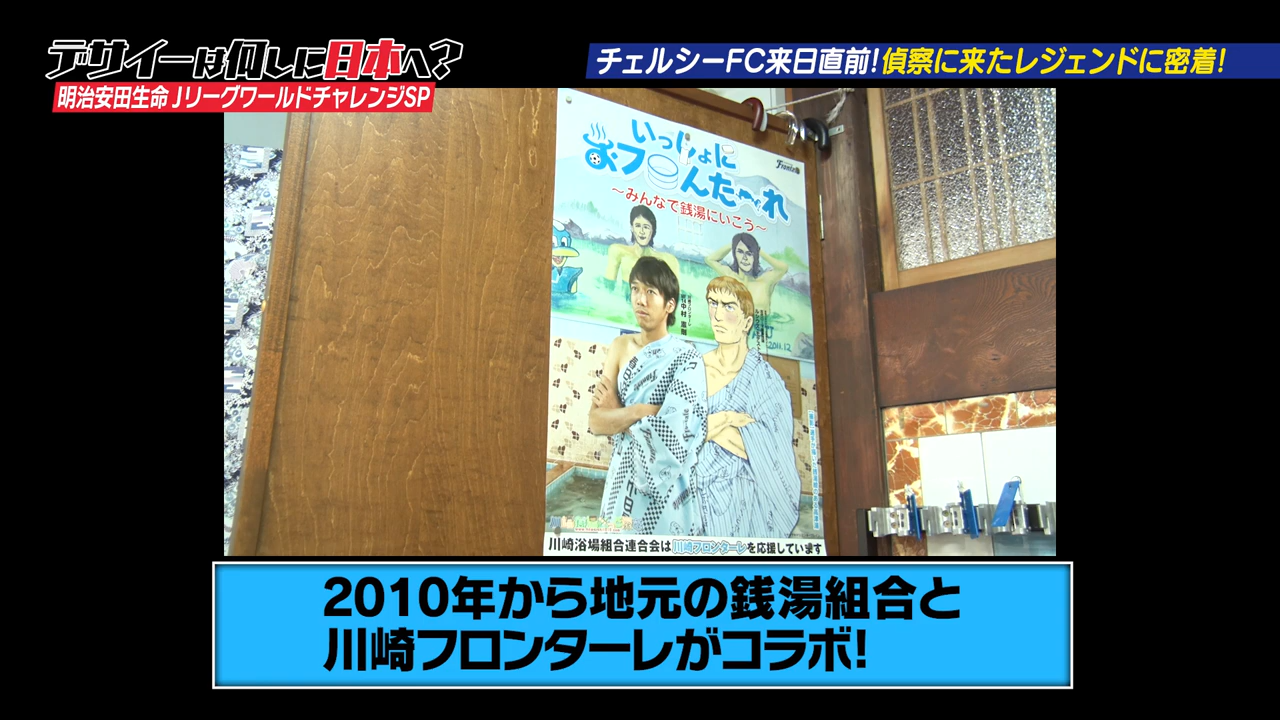 デサイーは何しに日本へ?
明治安田生命JリーグワールドチャレンジSP
チェルシーFC来日直前!偵察に来たレジェンドに密着!
いっしょに
おフロんた～れ
～みんなで銭湯にいこう～
2011.12
川崎浴場組合連合会は川崎フロンターレを応援しています
2010年から地元の銭湯組合と
川崎フロンターレがコラボ!